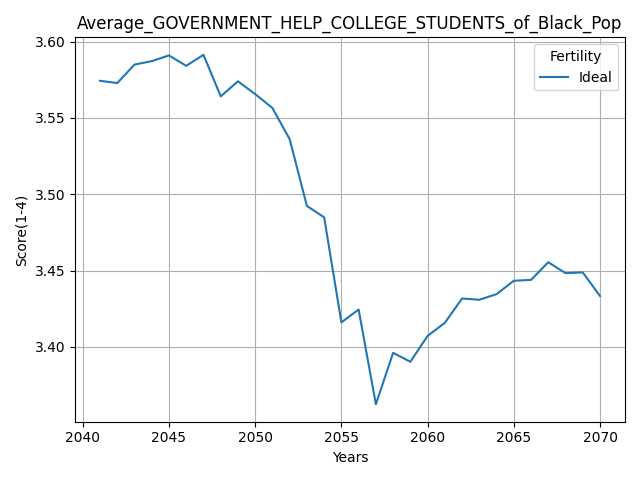 Average_GOVERNMENT_HELP_COLLEGE_STUDENTS_of_Black_Pop
Fertility
Ideal
Score(1-4)
3.60
3.55
3.50
3.45
3.40
2040 2045 2050 2055 2060 2065 2070
Years